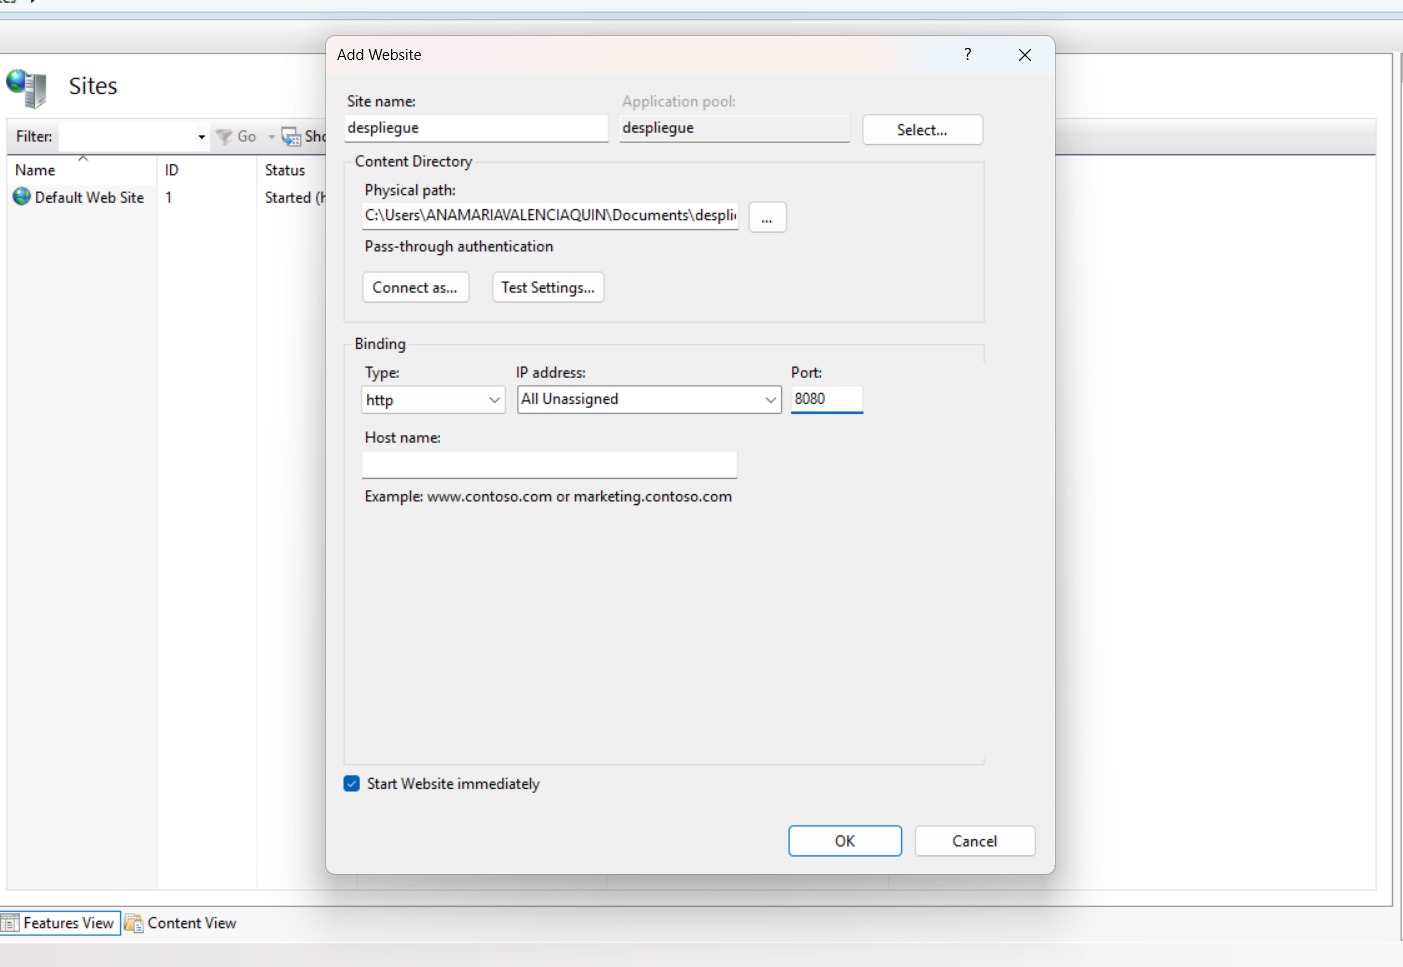 Add Website
?
Sites
Site name:
Application pool:
despliegue
despliegue
Select...
Filter:
Go
Name
ID
Status
Default Web Site
1
Started
Content Directory
Physical path:
C:\Users\ANAMARIAVALENCIAQUIN\Documents\despli
...
Pass-through authentication
Connect as...
Test Settings...
Binding
Type:
IP address:
Port:
http
All Unassigned
8080
Host name:
Example: www.contoso.com or marketing.contoso.com
Start Website immediately
OK
Cancel
Features View
Content View